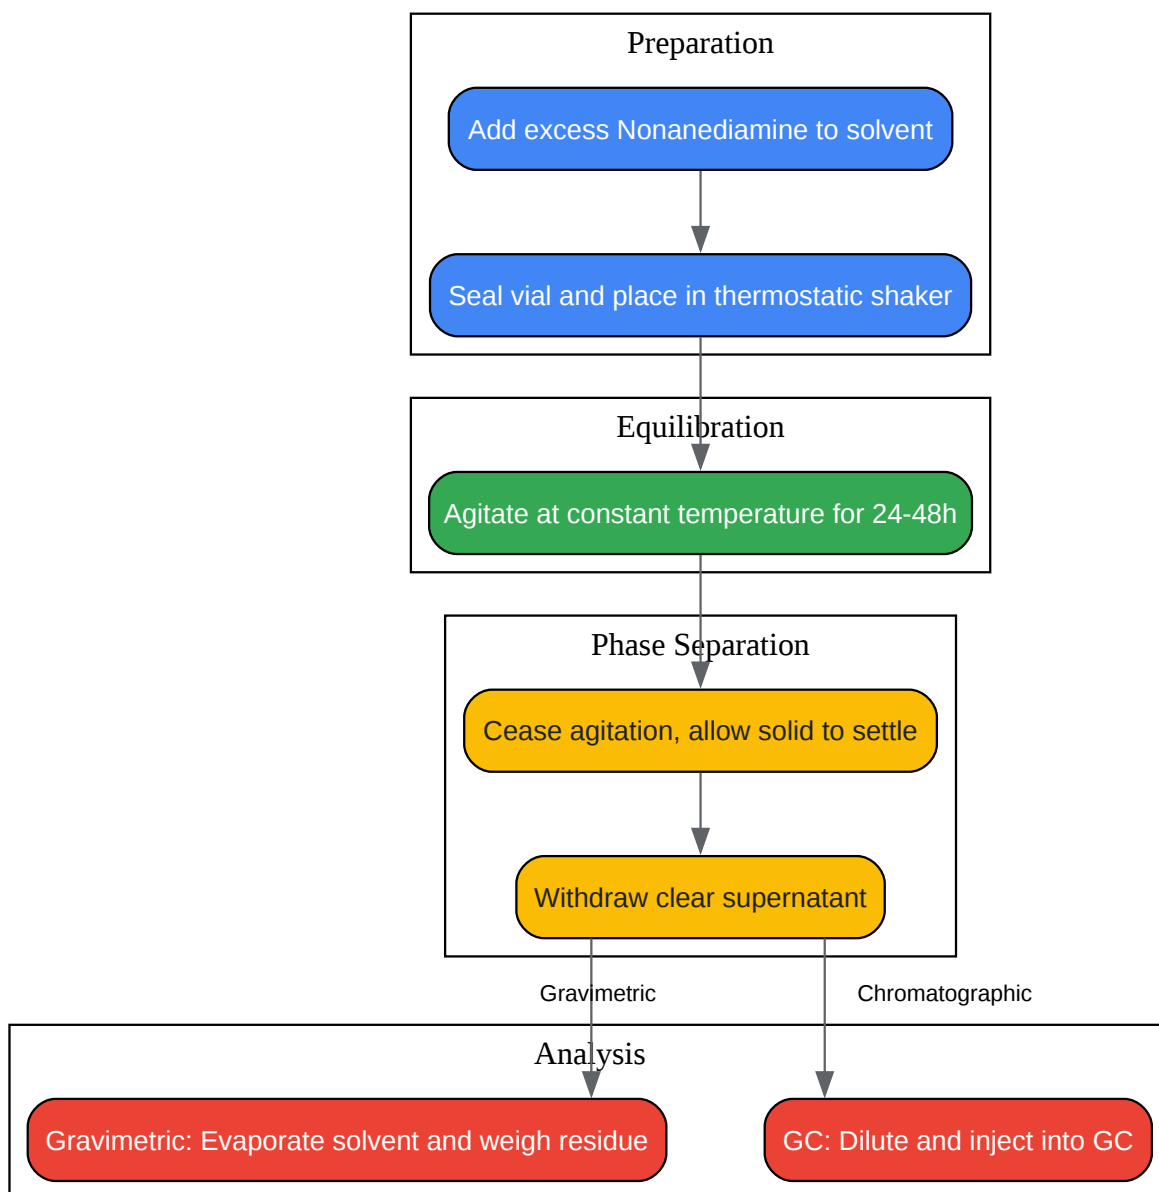 Preparation
Add excess Nonanediamine to solvent
Seal vial and place in thermostatic shaker
Equilibration
Agitate at constant temperature for 24-48h
Phase Separation
Cease agitation, allow solid to settle
Withdraw clear supernatant
Gravimetric
Chromatographic
Analysis
Gravimetric: Evaporate solvent and weigh residue
GC: Dilute and inject into GC